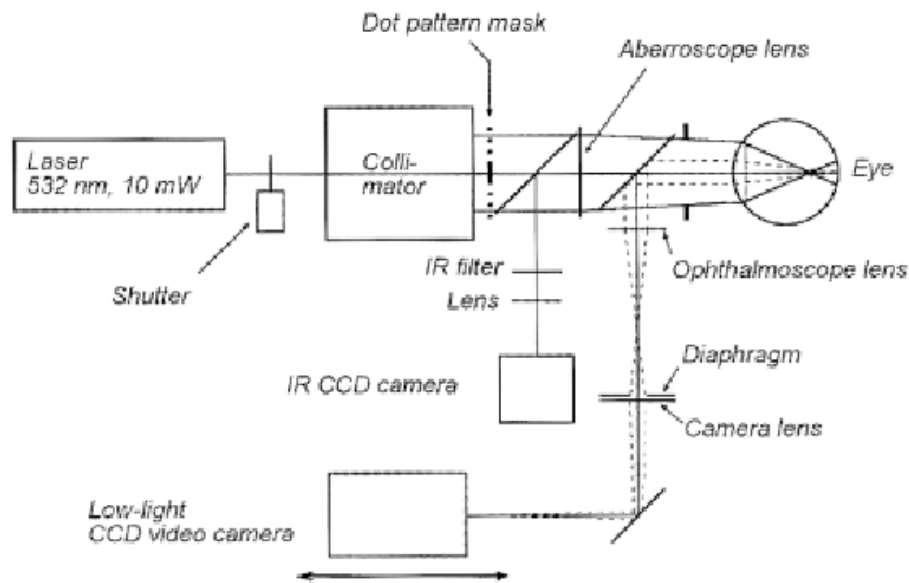 Dot pattern mask
Aberroscope lens
Laser
532 nm, 10 mW
Colli-
mator
Eye
Shutter
IR filter
Lens
Ophthalmoscope lens
IR CCD camera
Diaphragm
Camera lens
Low-light
CCD video camera